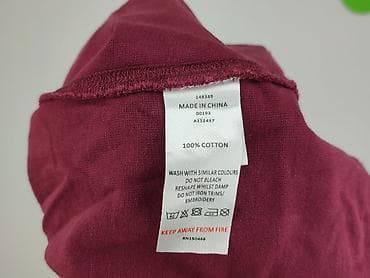 148345
MADE IN CHINA
100% COTTON
WASH WITH SIMILAR COLOURS
DO NOT BLEACH
RESHAPE WHILST DAMP
DO NOT IRON TRIMS/
EMBROIDERY
KEEP AWAY FROM FIRE